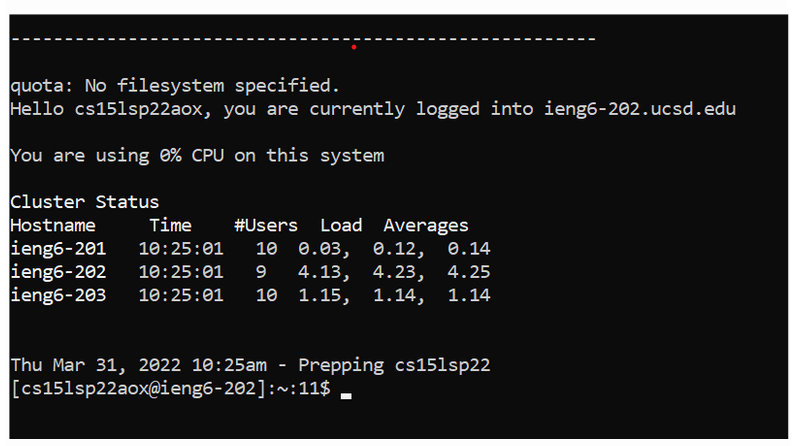 -------------------------------------------------------
quota: No filesystem specified.
Hello cs15lsp22aox, you are currently logged into ieng6-202.ucsd.edu
You are using 0% CPU on this system
Cluster Status
Hostname     Time    #Users  Load  Averages
ieng6-201   10:25:01   10  0.03,  0.12,  0.14
ieng6-202   10:25:01   9   4.13,  4.23,  4.25
ieng6-203   10:25:01   10  1.15,  1.14,  1.14
Thu Mar 31, 2022 10:25am - Prepping cs15lsp22
[cs15lsp22aox@ieng6-202]:~:11$ _